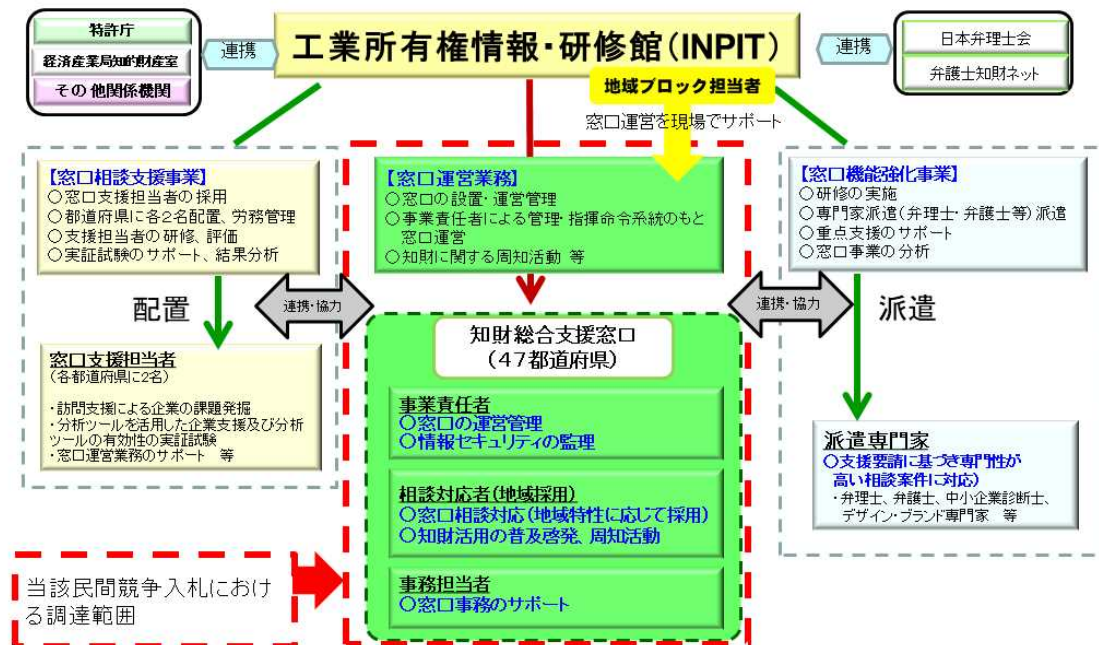 特許庁
経済産業局知的財産室
その他関係機関
連携
工業所有権情報・研修館(INPIT)
連携
日本弁理士会
弁護士知財ネット
地域ブロック担当者
窓口運営を現場でサポート
【窓口相談支援事業】
○窓口支援担当者の採用
○都道府県に各2名配置、労務管理
○支援担当者の研修、評価
○実証試験のサポート、結果分析
【窓口運営業務】
○窓口の設置・運営管理
○事業責任者による管理・指揮命令系統のもと
窓口運営
○知財に関する周知活動 等
【窓口機能強化事業】
○研修の実施
○専門家派遣(弁理士・弁護士等)派遣
○重点支援のサポート
○窓口事業の分析
配置
連携・協力
連携・協力
派遣
窓口支援担当者
(各都道府県に2名)
・訪問支援による企業の課題発掘
・分析ツールを活用した企業支援及び分析
ツールの有効性の実証試験
・窓口運営業務のサポート 等
知財総合支援窓口
(47都道府県)
事業責任者
○窓口の運営管理
○情報セキュリティの監理
相談対応者(地域採用)
○窓口相談対応(地域特性に応じて採用)
○知財活用の普及啓発、周知活動
事務担当者
○窓口事務のサポート
派遣専門家
○支援要請に基づき専門性が
高い相談案件に対応)
・弁理士、弁護士、中小企業診断士、
デザイン・ブランド専門家 等
当該民間競争入札におけ
る調達範囲